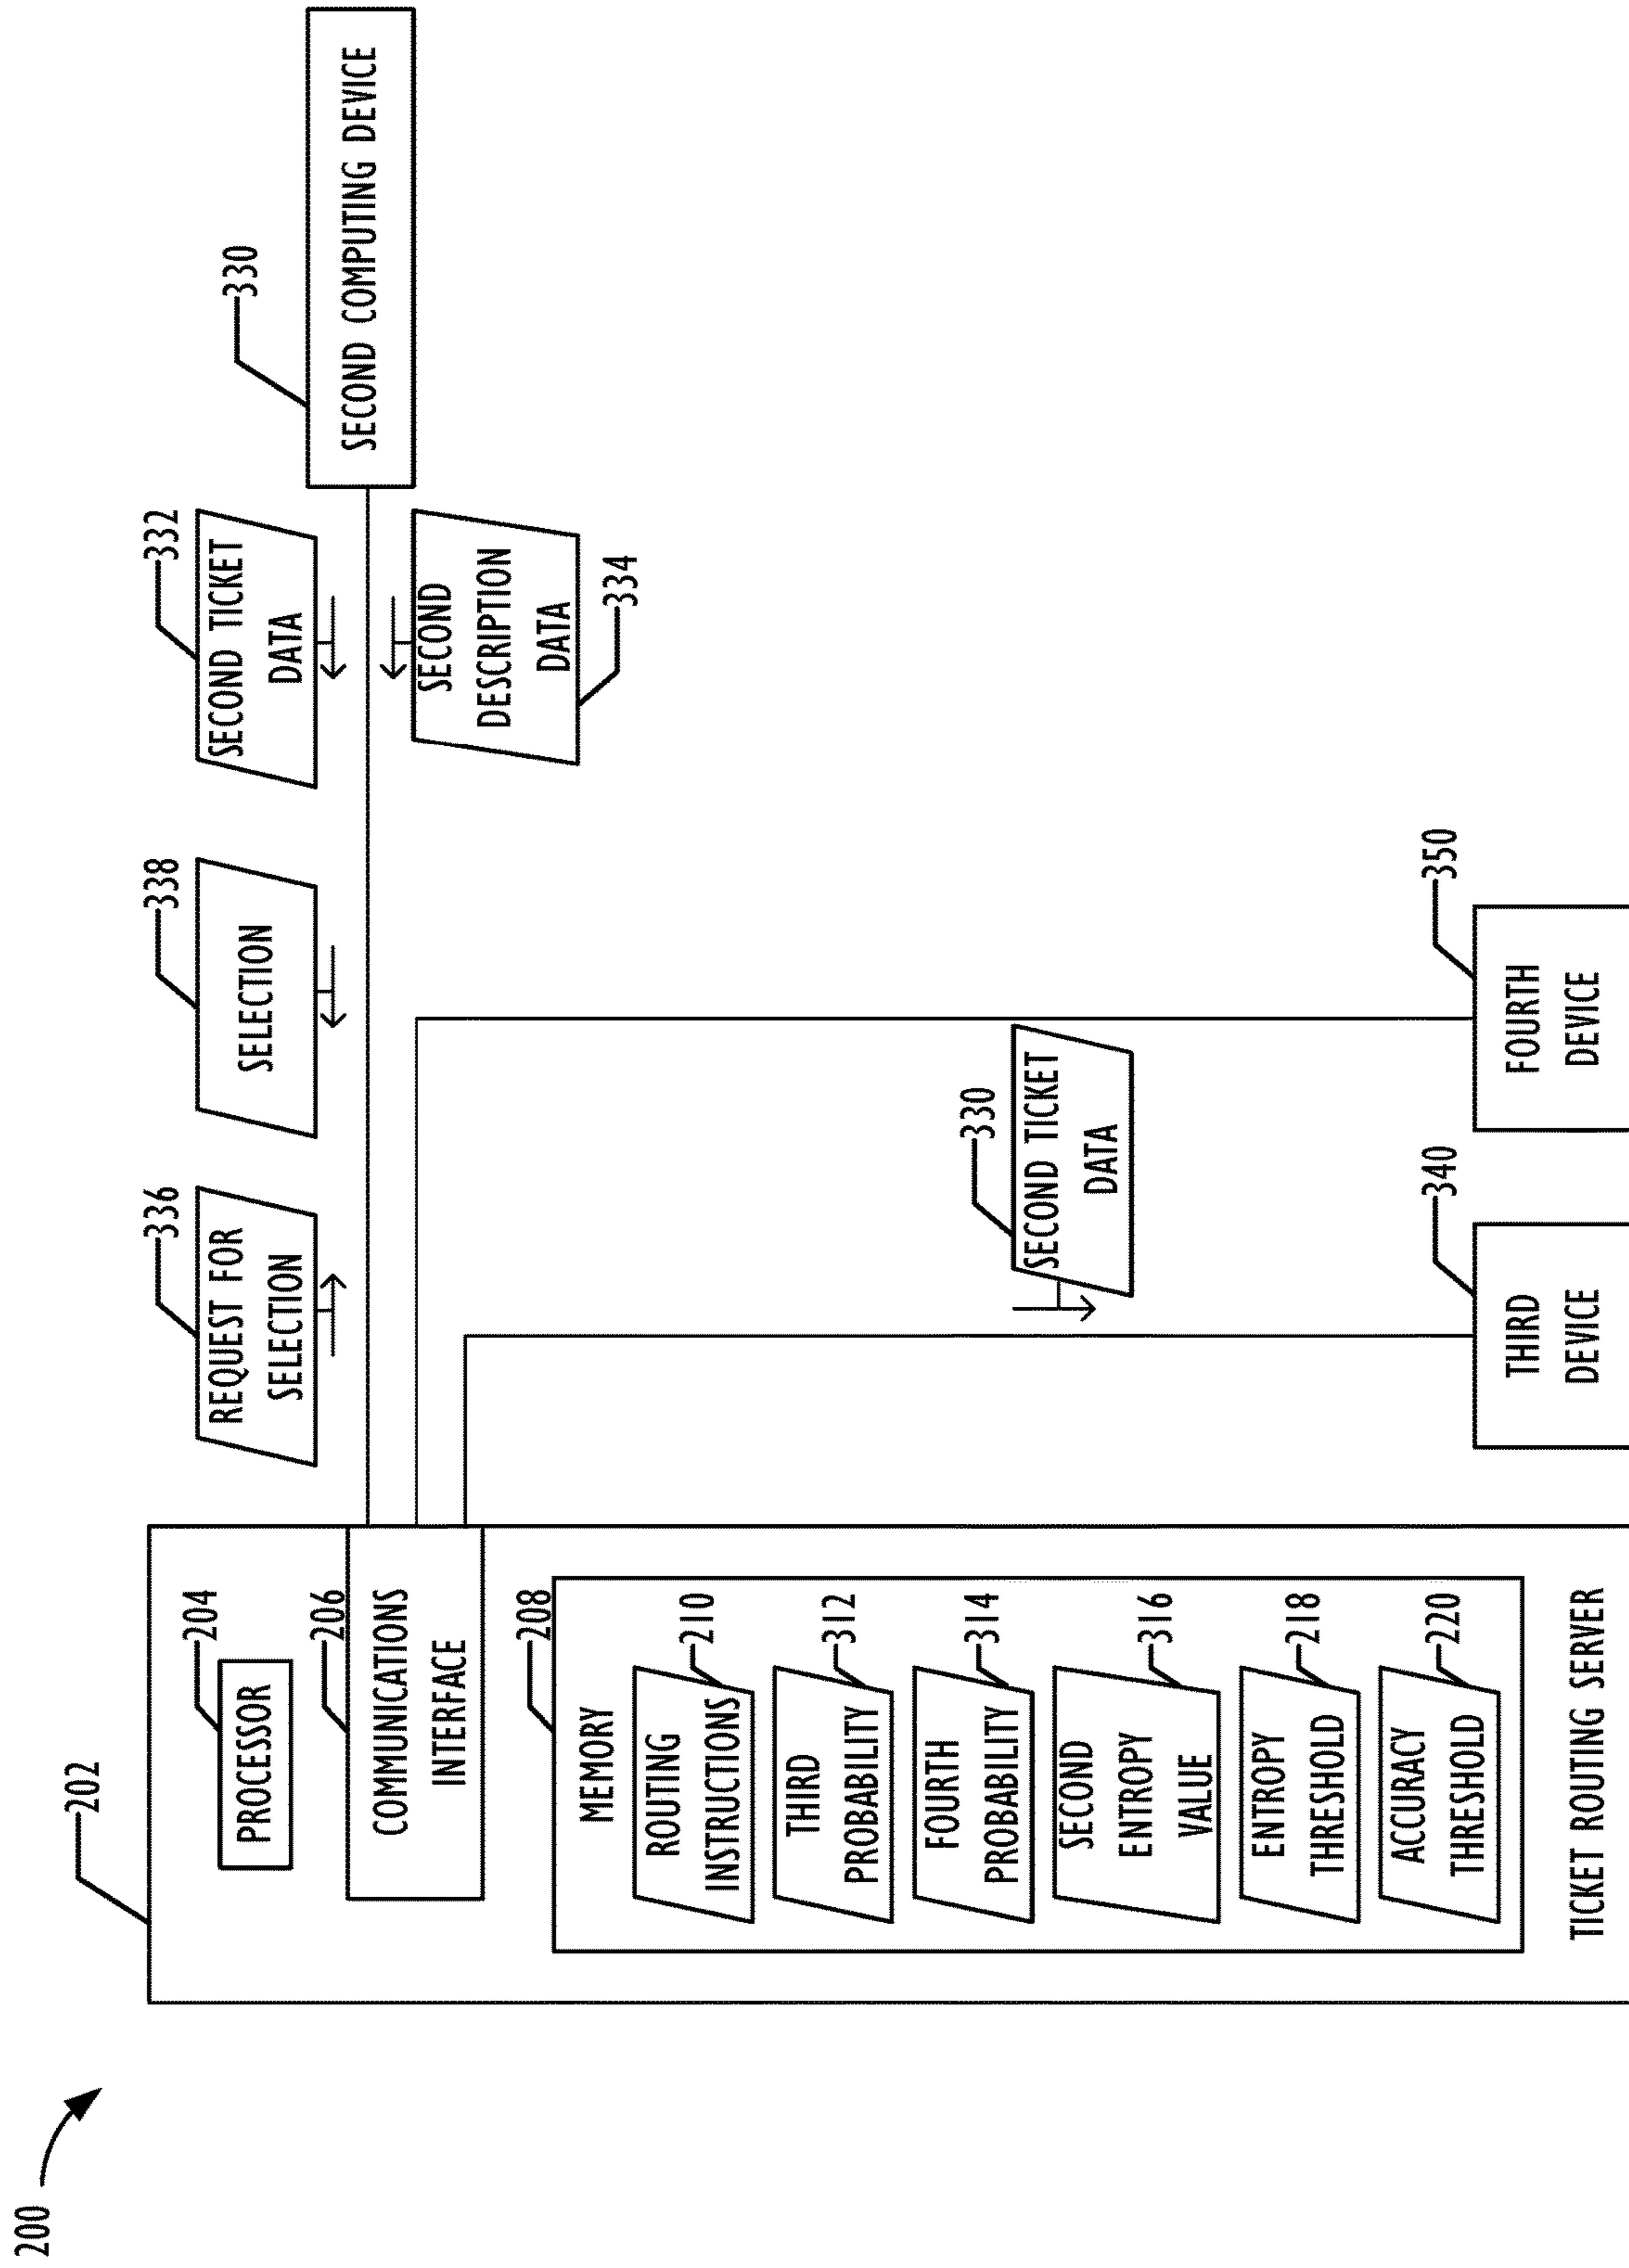 200
202
204
PROCESSOR
206
COMMUNICATIONS
INTERFACE
208
MEMORY
ROUTING
INSTRUCTIONS
210
THIRD
PROBABILITY
312
FOURTH
PROBABILITY
314
SECOND
ENTROPY
VALUE
316
ENTROPY
THRESHOLD
218
ACCURACY
THRESHOLD
220
TICKET ROUTING SERVER
336
REQUEST FOR
SELECTION
338
SELECTION
332
SECOND TICKET
DATA
SECOND
DESCRIPTION
DATA
334
330
SECOND COMPUTING DEVICE
330
SECOND TICKET
DATA
340
THIRD
DEVICE
350
FOURTH
DEVICE